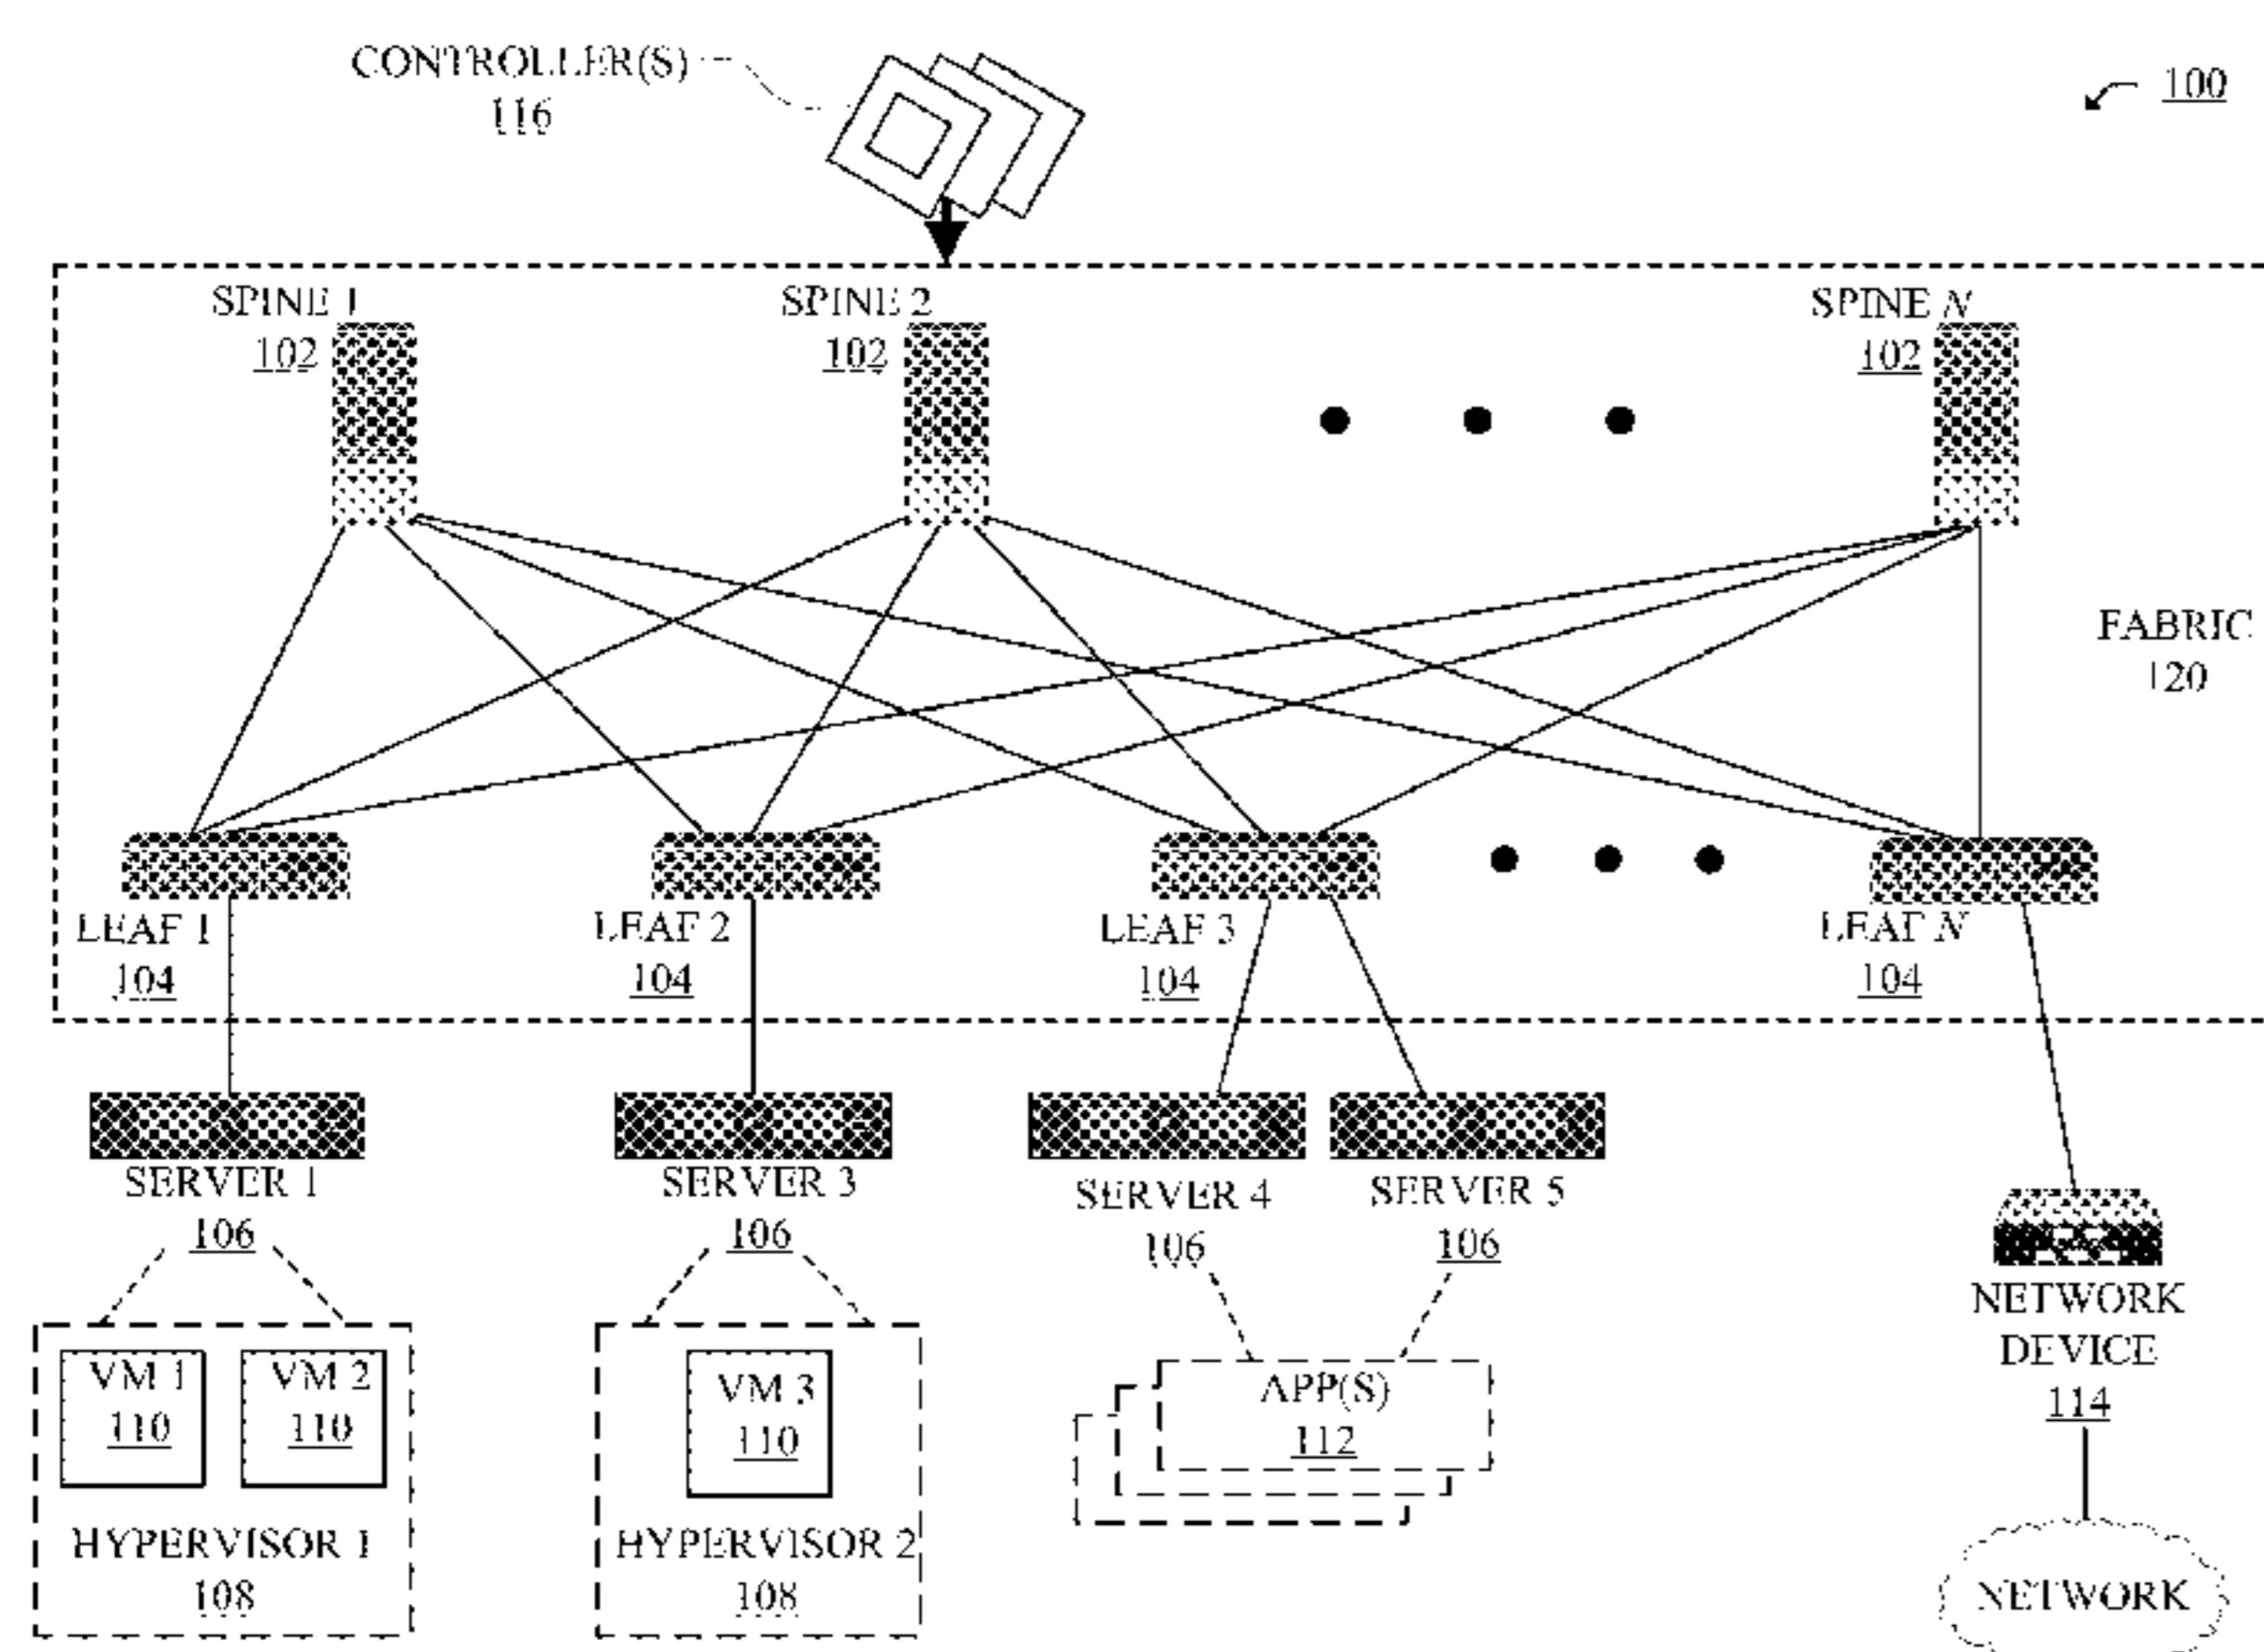 CONTROLLER(S)
116
100
SPINE 1
102
SPINE 2
102
SPINE N
102
FABRIC
120
LEAF 1
104
LEAF 2
104
LEAF 3
104
LEAF N
104
SERVER 1
106
SERVER 3
106
SERVER 4
106
SERVER 5
106
NETWORK
DEVICE
114
VM 1
110
VM 2
110
HYPERVISOR 1
108
VM 3
110
HYPERVISOR 2
108
APP(S)
112
NETWORK